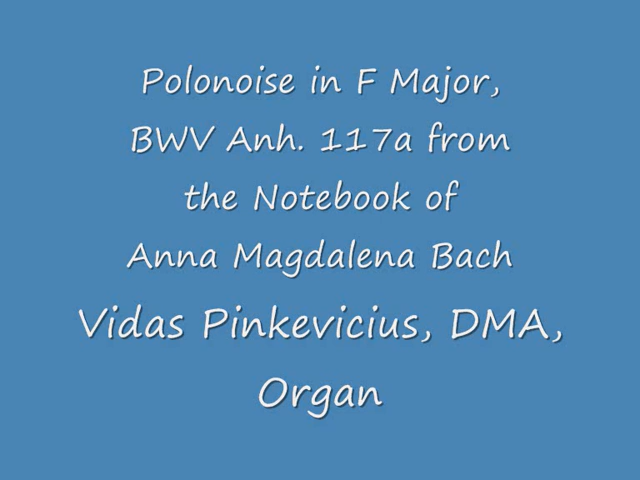 Polonoise in F Major,
BWV Anh. 117a from
the Notebook of
Anna Magdalena Bach
Vidas Pinkevicius, DMA,
Organ